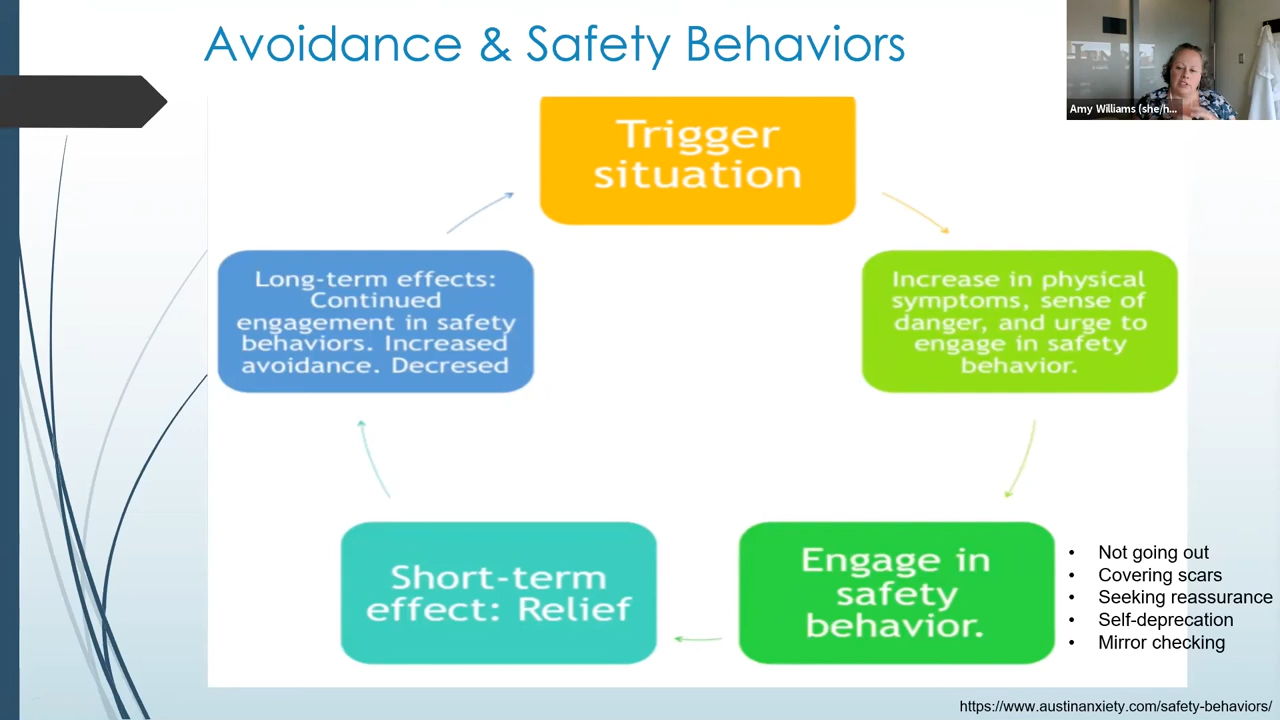 Avoidance & Safety Behaviors
Amy Williams (she/h...
Trigger
situation
Increase in physical
symptoms, sense of
danger, and urge to
engage in safety
behavior.
Engage in
safety
behavior.
• Not going out
• Covering scars
• Seeking reassurance
• Self-deprecation
• Mirror checking
Short-term
effect: Relief
Long-term effects:
Continued
engagement in safety
behaviors. Increased
avoidance. Decresed
https://www.austinanxiety.com/safety-behaviors/